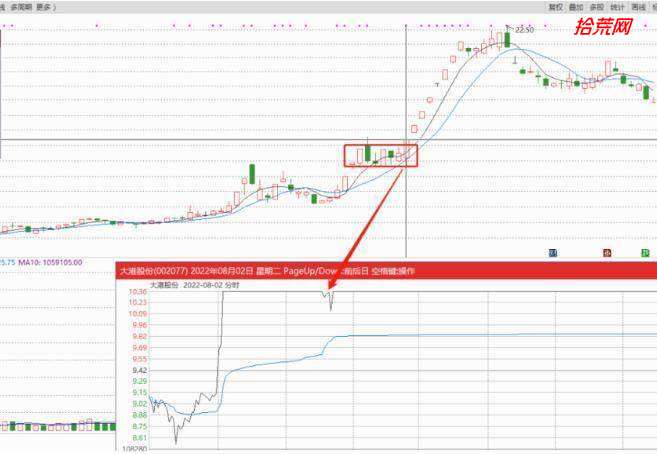 线 多周期 更多〉
复权 叠加 多股 统计 画线
拾荒网
22.50
25.75 MA10: 1059105.00
大港股份(002077) 2022年08月02日 星期二 PageUp/Down:前后日 空格键:操作
大港股份 2022-08-02 分时
10.36
10.23
10.09
9.96
9.82
9.69
9.55
9.42
9.29
9.15
9.02
8.88
8.75
8.61
108280